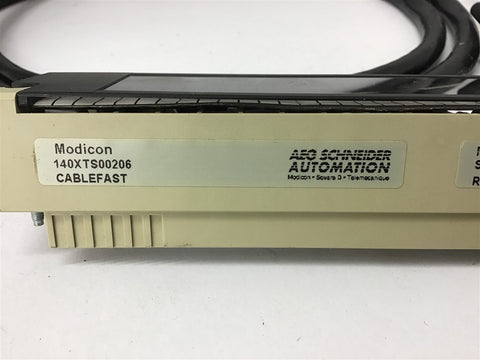 Modicon
140XTS00206
CABLEFAST
AEG SCHNEIDER
AUTOMATION
Modicon • Square D • Telemecanique